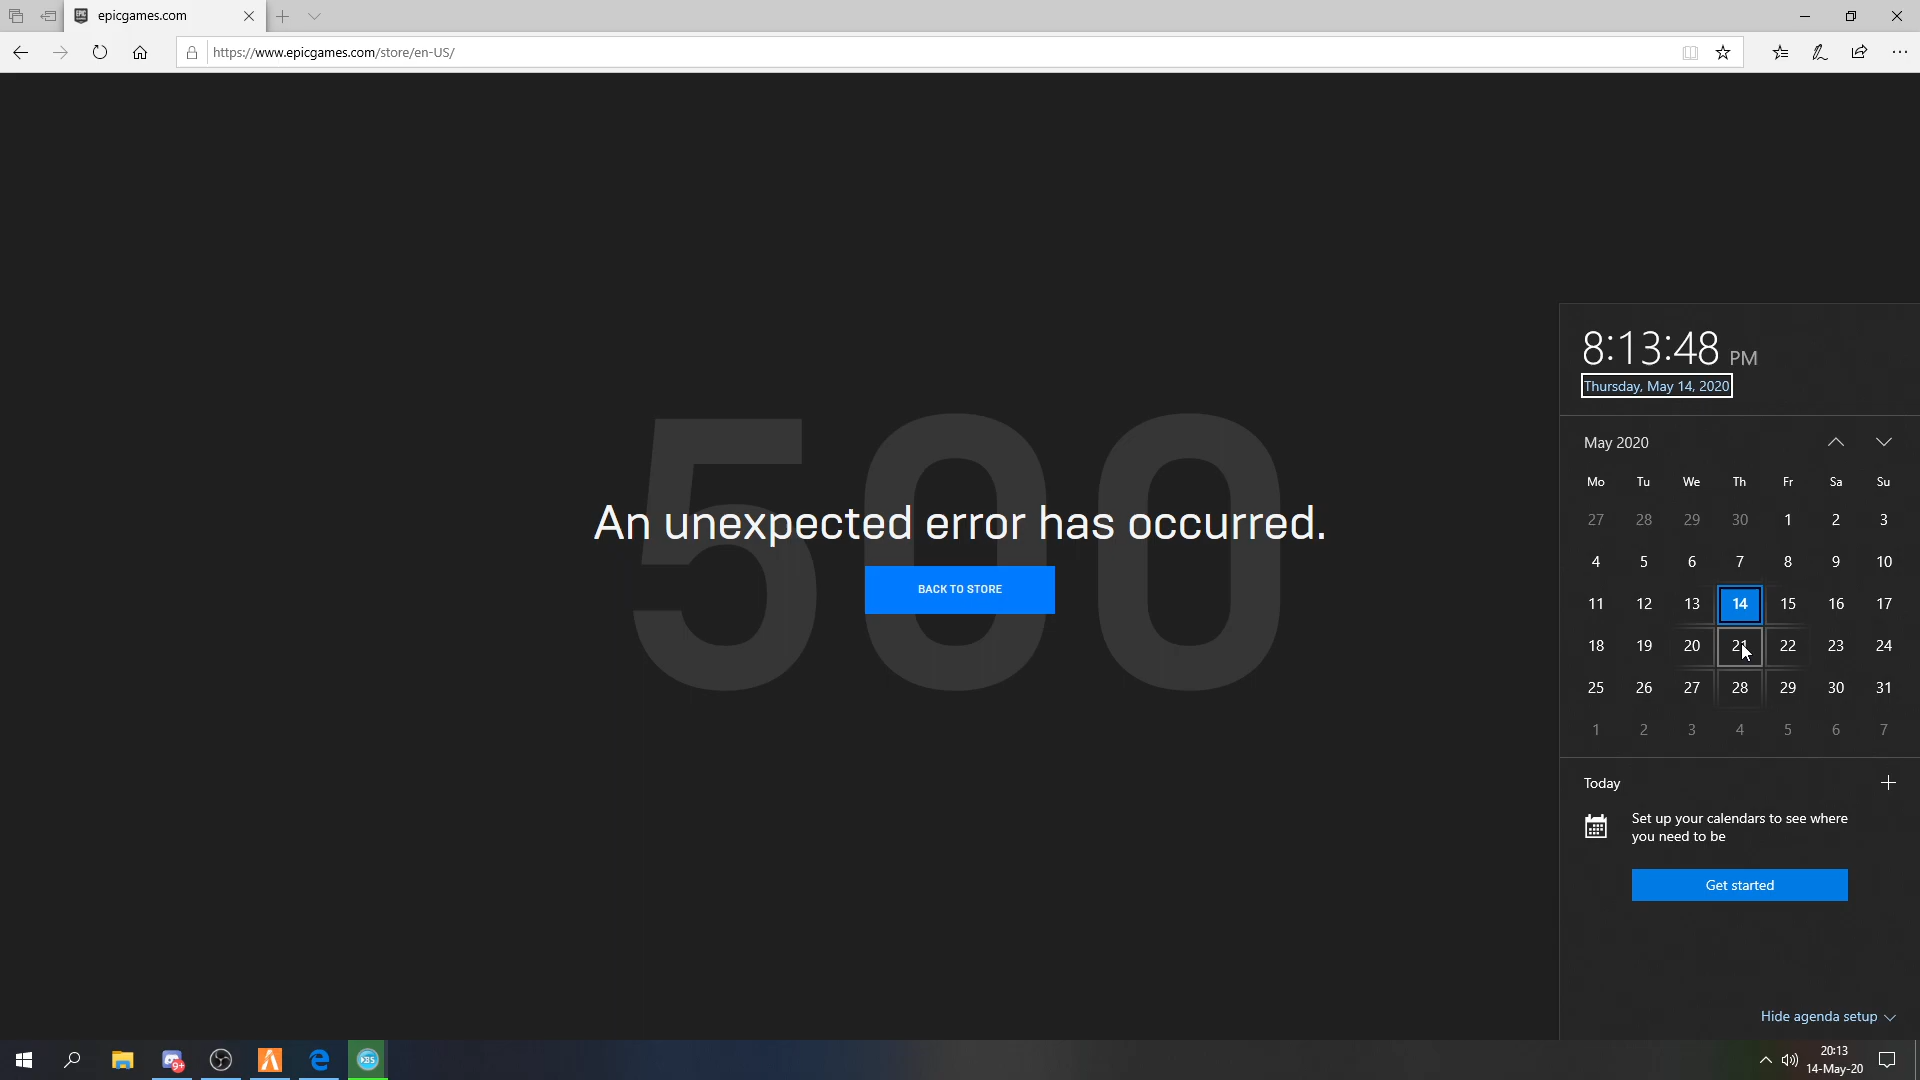 epicgames.com
https://www.epicgames.com/store/en-US/
500
An unexpected error has occurred.
BACK TO STORE
8:13:48 PM
Thursday, May 14, 2020
May 2020
Mo Tu We Th Fr Sa Su
27 28 29 30 1 2 3
4 5 6 7 8 9 10
11 12 13 14 15 16 17
18 19 20 21 22 23 24
25 26 27 28 29 30 31
1 2 3 4 5 6 7
Today
Set up your calendars to see where
you need to be
Get started
Hide agenda setup
9+
20:13
14-May-20